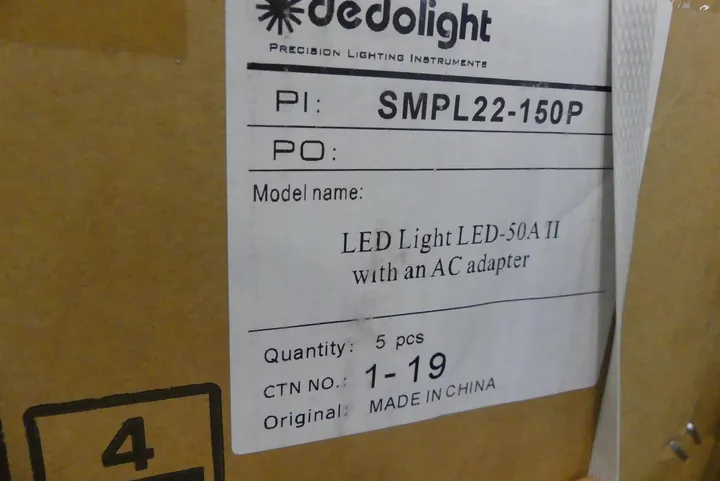 dedolight
PRECISION LIGHTING INSTRUMENTS
PI: SMPL22-150P
PO:
Model name:
LED Light LED-50A II
with an AC adapter
Quantity: 5 pcs
CTN NO.: 1-19
Original: MADE IN CHINA
4